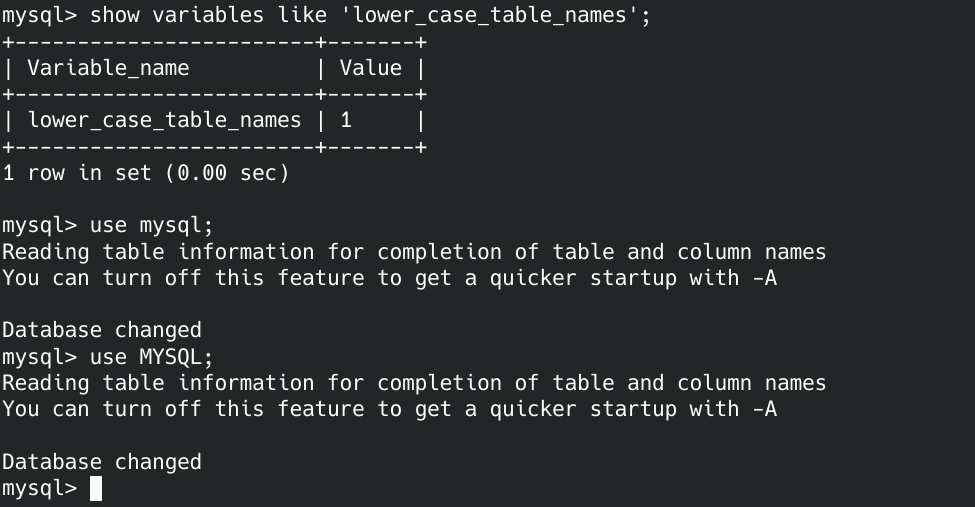 mysql> show variables like 'lower_case_table_names';
+------------------------+-------+
| Variable_name          | Value |
+------------------------+-------+
| lower_case_table_names | 1     |
+------------------------+-------+
1 row in set (0.00 sec)

mysql> use mysql;
Reading table information for completion of table and column names
You can turn off this feature to get a quicker startup with -A

Database changed
mysql> use MYSQL;
Reading table information for completion of table and column names
You can turn off this feature to get a quicker startup with -A

Database changed
mysql>